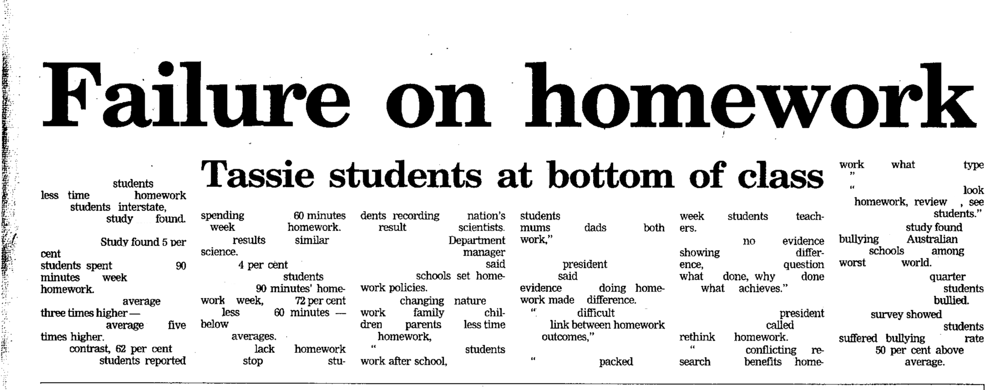 Failure on homework
Tassie students at bottom of class
students
less time homework
students interstate,
study found.
Study found 5 per
cent
students spent 90
minutes week
homework.
average
three times higher —
average five
times higher.
contrast, 62 per cent
students reported
spending 60 minutes
week homework.
results similar
science.
4 per cent
students
90 minutes' home-
work week, 72 per cent
less 60 minutes —
below
averages.
lack homework
stop stu-
dents recording nation's
result scientists.
Department
manager
said
schools set home-
work policies.
changing nature
work family chil-
dren parents less time
homework,
“ students
work after school,
students
mums dads both
work,”
president
said
evidence doing home-
work made difference.
“ difficult
link between homework
outcomes,”
“ packed
week students teach-
ers.
no evidence
showing differ-
ence, question
what done, why done
what achieves.”
president
called
rethink homework.
“ conflicting re-
search benefits home-
work what type
”
“ look
homework, review , see
students.”
study found
bullying Australian
schools among
worst world.
quarter
students
bullied.
survey showed
students
suffered bullying rate
50 per cent above
average.